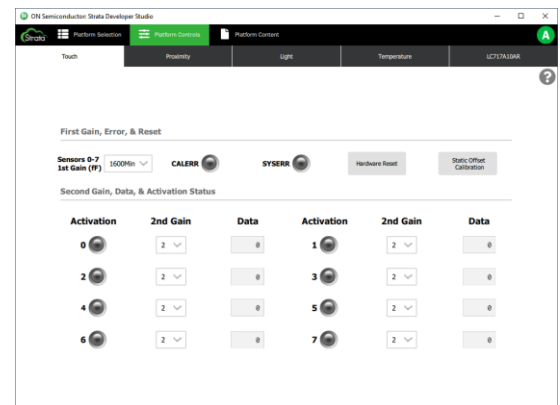 ON Semiconductor: Strata Developer Studio
Strata Platform Selection Platform Controls Platform Content A
Touch Proximity Light Temperature LC717A10AR
?
First Gain, Error, & Reset
Sensors 0-7
1st Gain (fF) 1600Min CALERR SYSERR Hardware Reset Static Offset
Calibration
Second Gain, Data, & Activation Status
Activation 2nd Gain Data Activation 2nd Gain Data
0 2 0 1 2 0
2 2 0 3 2 0
4 2 0 5 2 0
6 2 0 7 2 0